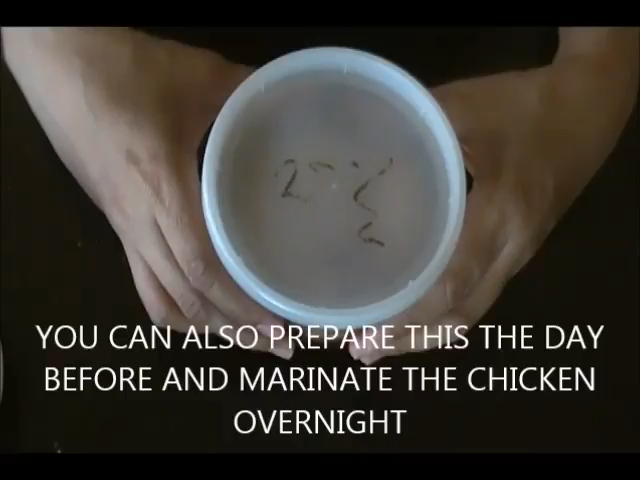 YOU CAN ALSO PREPARE THIS THE DAY
BEFORE AND MARINATE THE CHICKEN
OVERNIGHT